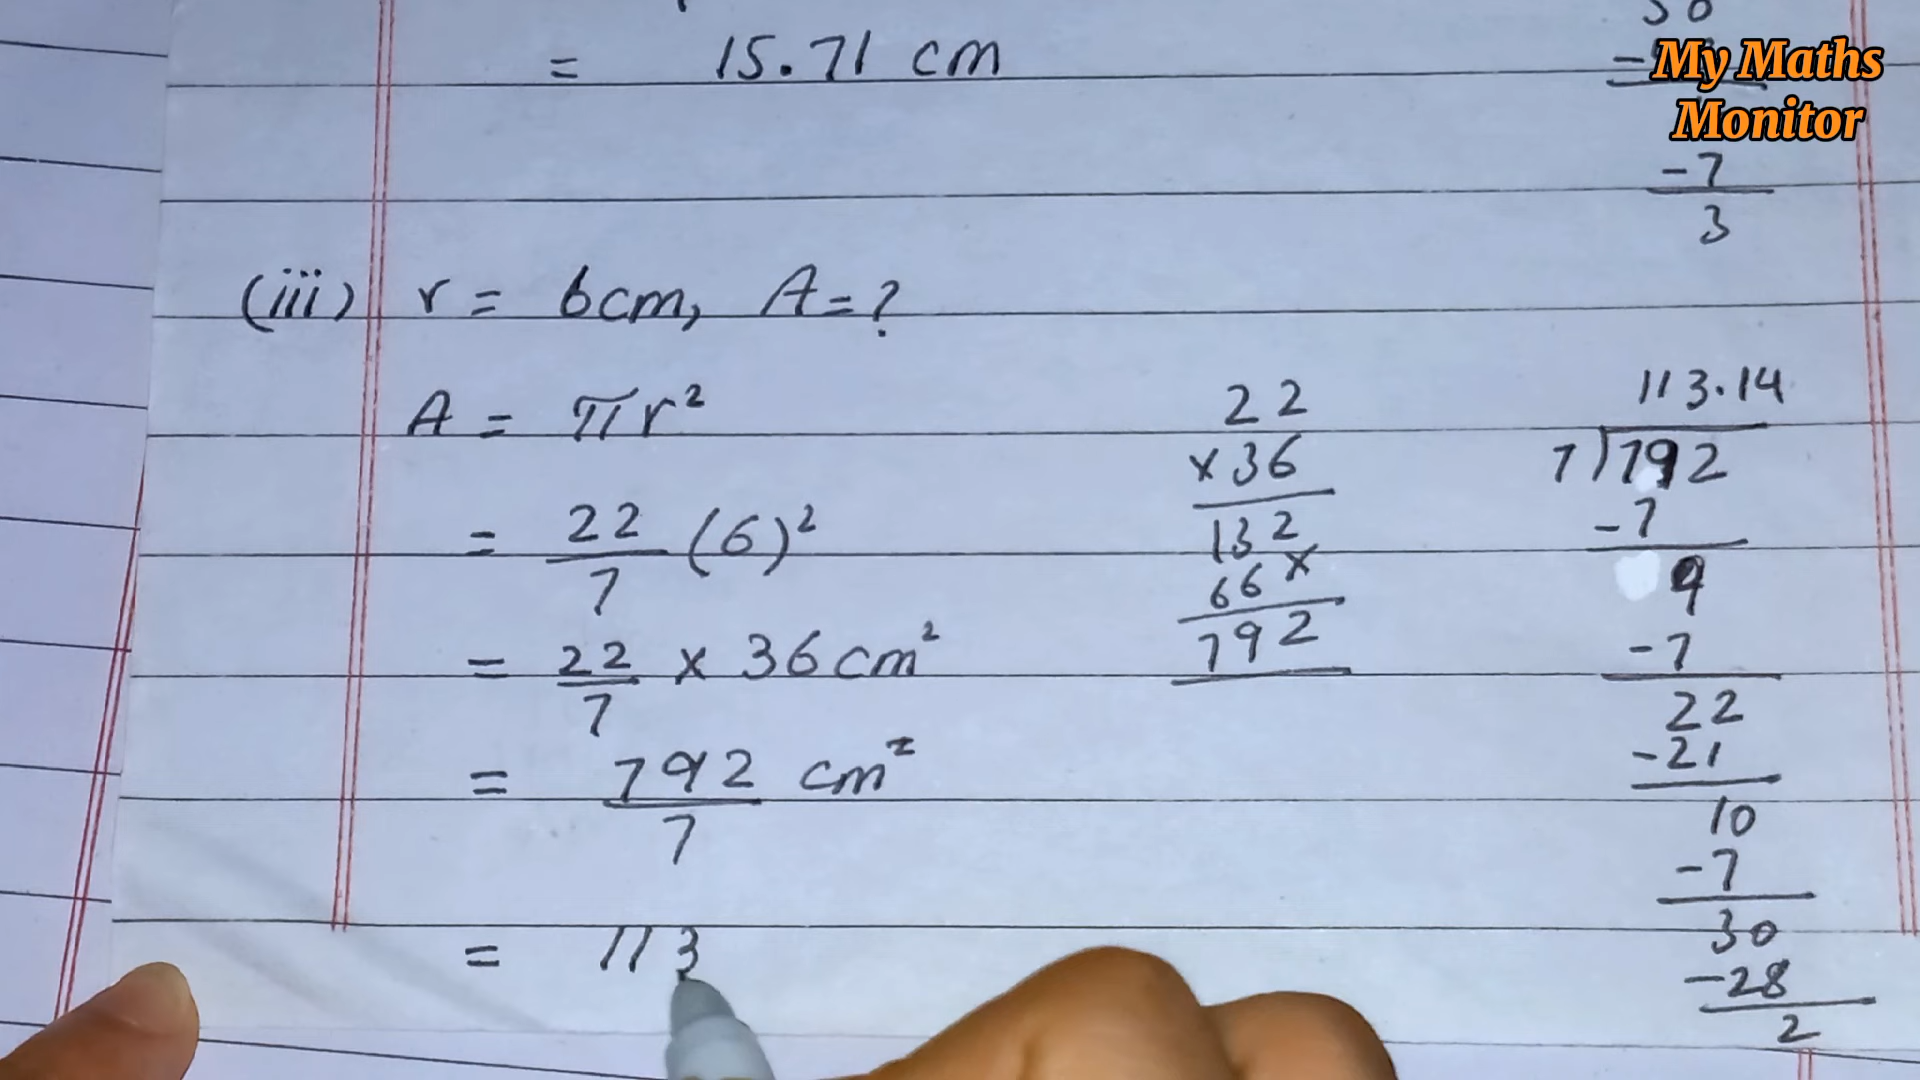 = 15.71 cm
30
My Maths
Monitor
-7
3
(iii) r = 6cm, A = ?
A = πr²
= 22/7 (6)²
= 22/7 × 36 cm²
= 792/7 cm²
= 113
22
×36
132
66×
792
113.14
7)792
-7
9
-7
22
-21
10
-7
30
-28
2